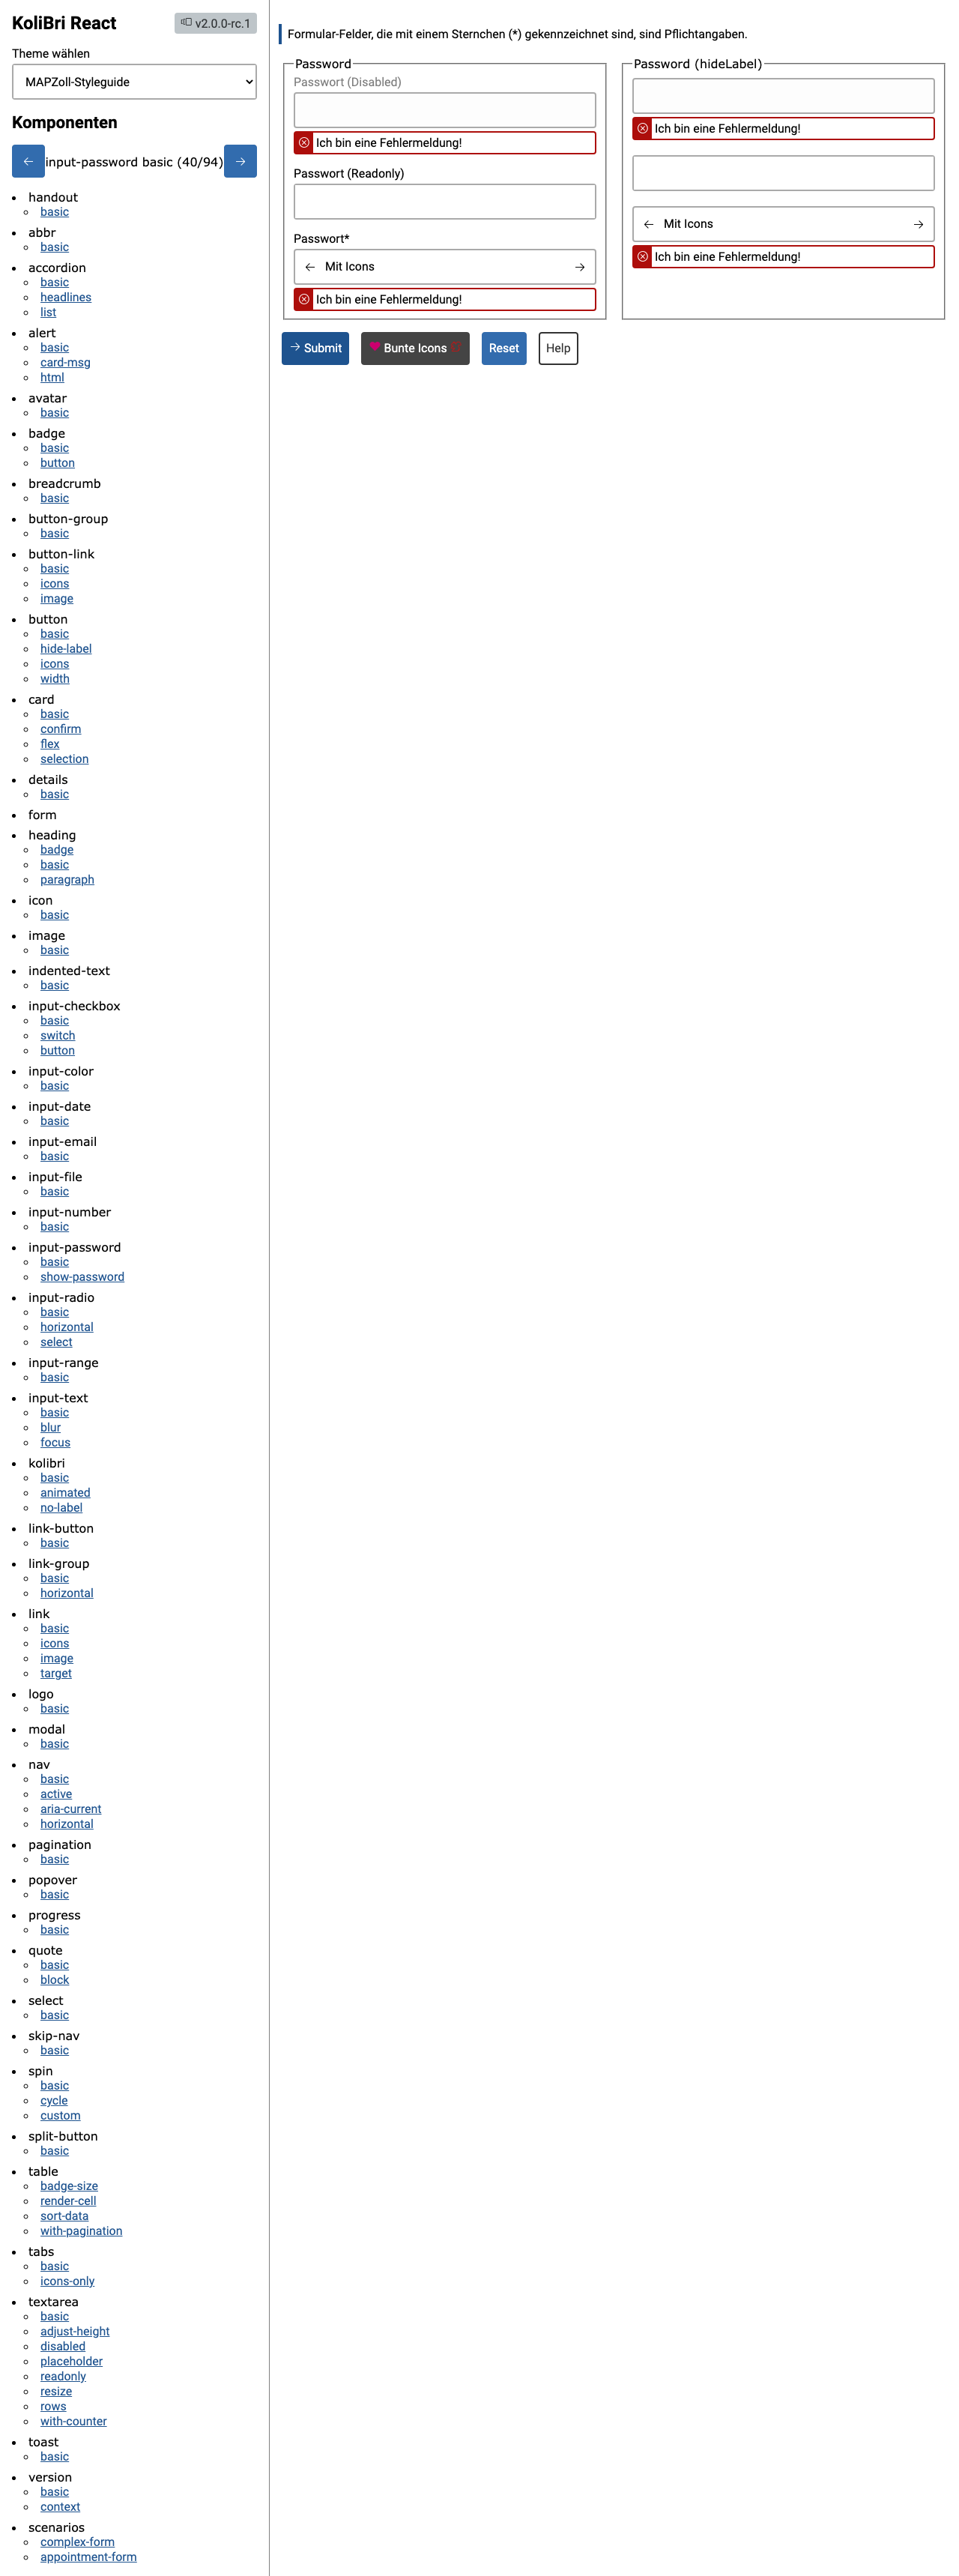 KoliBri React
v2.0.0-rc.1
Theme wählen
MAPZoll-Styleguide
Komponenten
input-password basic (40/94)
handout
basic
abbr
basic
accordion
basic
headlines
list
alert
basic
card-msg
html
avatar
basic
badge
basic
button
breadcrumb
basic
button-group
basic
button-link
basic
icons
image
button
basic
hide-label
icons
width
card
basic
confirm
flex
selection
details
basic
form
heading
badge
basic
paragraph
icon
basic
image
basic
indented-text
basic
input-checkbox
basic
switch
button
input-color
basic
input-date
basic
input-email
basic
input-file
basic
input-number
basic
input-password
basic
show-password
input-radio
basic
horizontal
select
input-range
basic
input-text
basic
blur
focus
kolibri
basic
animated
no-label
link-button
basic
link-group
basic
horizontal
link
basic
icons
image
target
logo
basic
modal
basic
nav
basic
active
aria-current
horizontal
pagination
basic
popover
basic
progress
basic
quote
basic
block
select
basic
skip-nav
basic
spin
basic
cycle
custom
split-button
basic
table
badge-size
render-cell
sort-data
with-pagination
tabs
basic
icons-only
textarea
basic
adjust-height
disabled
placeholder
readonly
resize
rows
with-counter
toast
basic
version
basic
context
scenarios
complex-form
appointment-form
Formular-Felder, die mit einem Sternchen (*) gekennzeichnet sind, sind Pflichtangaben.
Password
Passwort (Disabled)
Ich bin eine Fehlermeldung!
Passwort (Readonly)
Passwort*
Mit Icons
Ich bin eine Fehlermeldung!
Password (hideLabel)
Ich bin eine Fehlermeldung!
Mit Icons
Ich bin eine Fehlermeldung!
Submit
Bunte Icons
Reset
Help